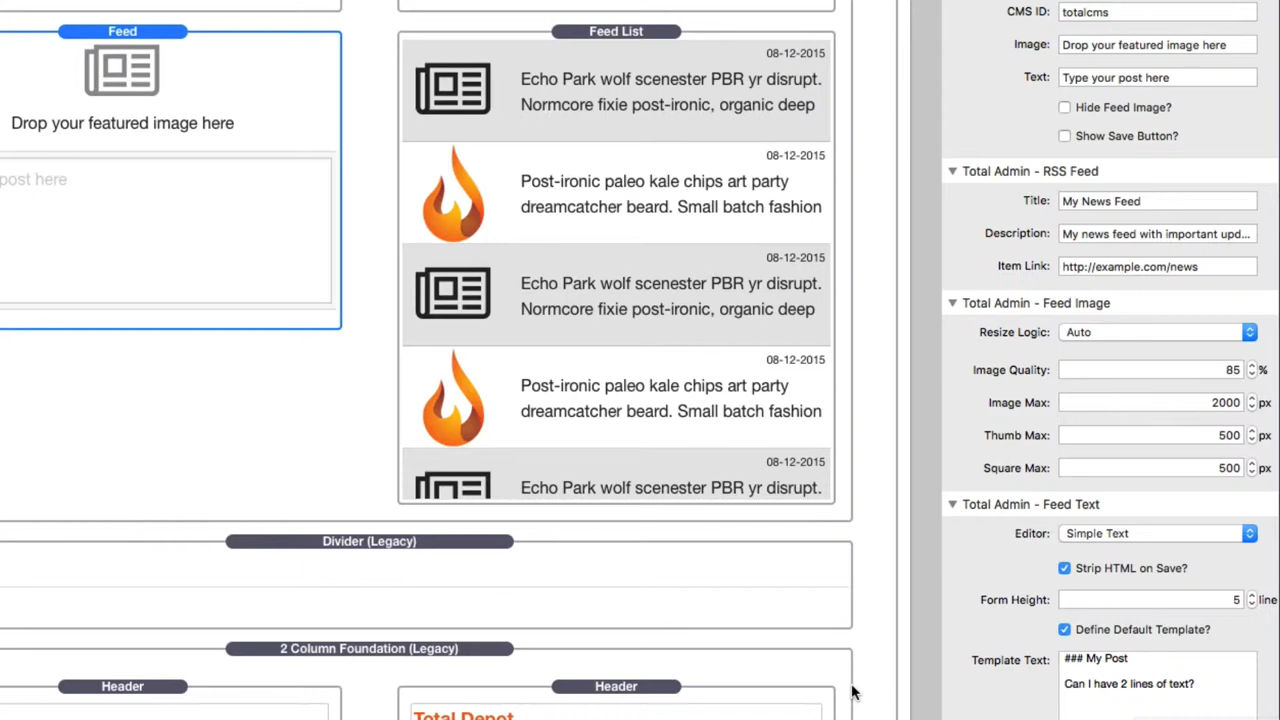 Feed
Drop your featured image here
post here
Feed List
08-12-2015
Echo Park wolf scenester PBR yr disrupt.
Normcore fixie post-ironic, organic deep
08-12-2015
Post-ironic paleo kale chips art party
dreamcatcher beard. Small batch fashion
08-12-2015
Echo Park wolf scenester PBR yr disrupt.
Normcore fixie post-ironic, organic deep
08-12-2015
Post-ironic paleo kale chips art party
dreamcatcher beard. Small batch fashion
08-12-2015
Echo Park wolf scenester PBR yr disrupt.
Divider (Legacy)
2 Column Foundation (Legacy)
Header
Header
Total Depot
CMS ID: totalcms
Image: Drop your featured image here
Text: Type your post here
Hide Feed Image?
Show Save Button?
Total Admin - RSS Feed
Title: My News Feed
Description: My news feed with important upd...
Item Link: http://example.com/news
Total Admin - Feed Image
Resize Logic: Auto
Image Quality: 85 %
Image Max: 2000 px
Thumb Max: 500 px
Square Max: 500 px
Total Admin - Feed Text
Editor: Simple Text
Strip HTML on Save?
Form Height: 5 line
Define Default Template?
Template Text: ### My Post
Can I have 2 lines of text?